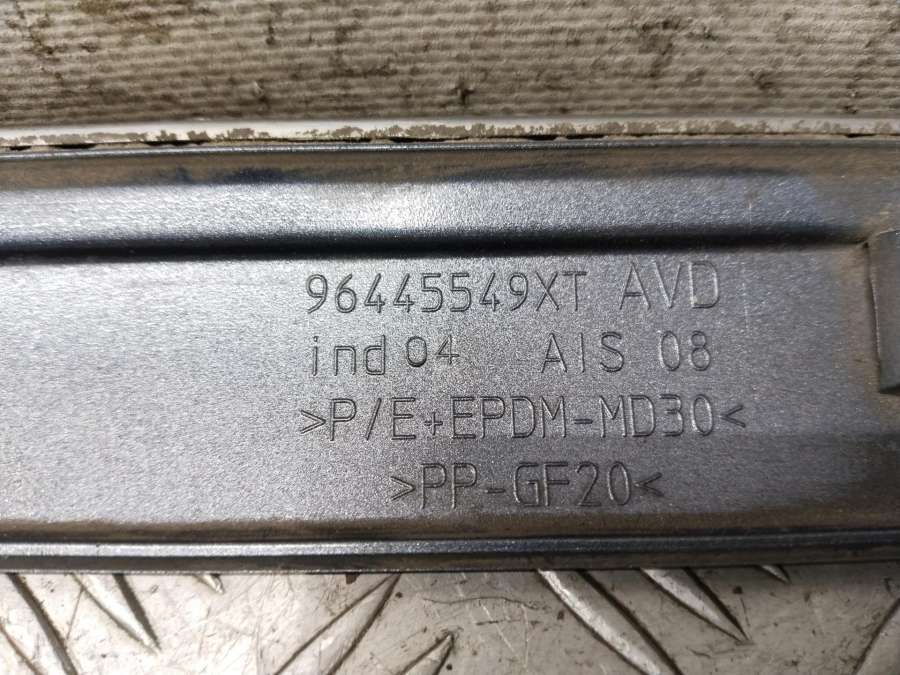 96445549XT AVD
ind 04 AIS 08
>P/E+EPDM-MD30<
>PP-GF20<